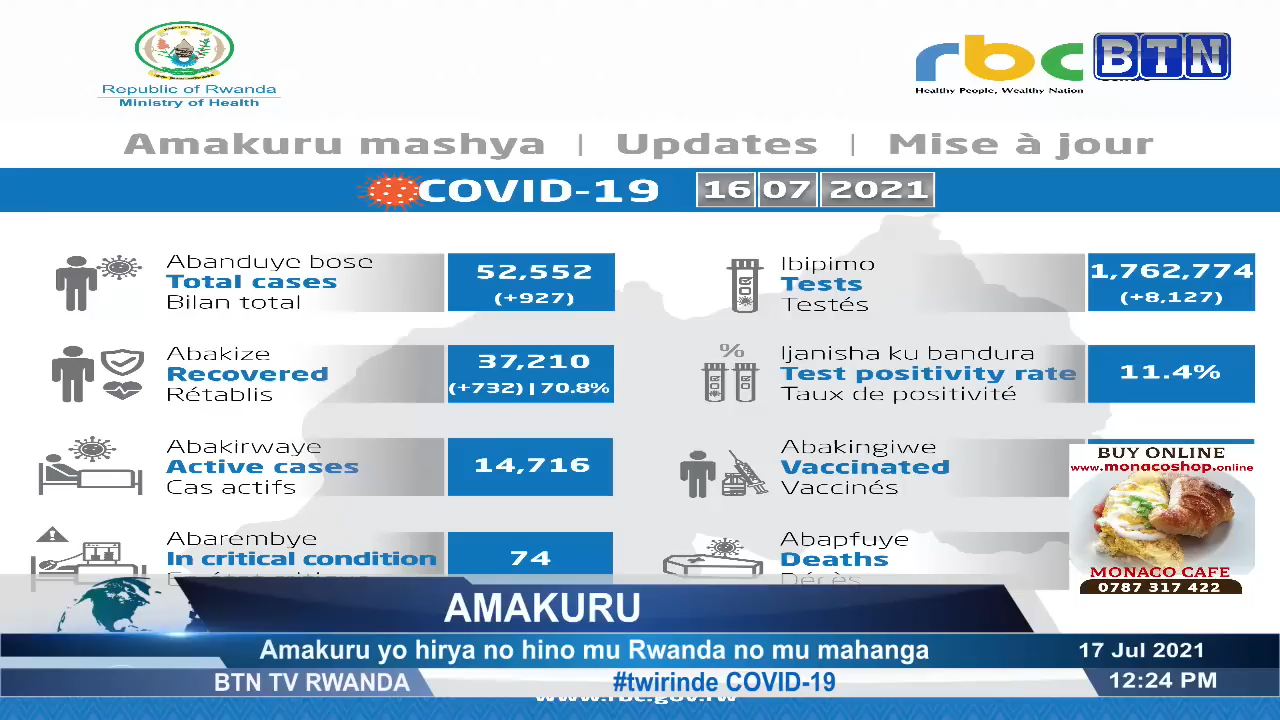 Republic of Rwanda
Ministry of Health
rbc
BTN
Healthy People, Wealthy Nation
Amakuru mashya | Updates | Mise à jour
COVID-19 16 07 2021
Abanduye bose
Total cases
Bilan total
52,552
(+927)
Ibipimo
Tests
Testés
1,762,774
(+8,127)
Abakize
Recovered
Rétablis
37,210
(+732) | 70.8%
%
Ijanisha ku bandura
Test positivity rate
Taux de positivité
11.4%
Abakirwaye
Active cases
Cas actifs
14,716
Abakingiwe
Vaccinated
Vaccinés
BUY ONLINE
www.monacoshop.online
MONACO CAFE
0787 317 422
Abarembye
In critical condition
74
Abapfuye
Deaths
Décès
AMAKURU
Amakuru yo hirya no hino mu Rwanda no mu mahanga
17 Jul 2021
BTN TV RWANDA
#twirinde COVID-19
12:24 PM
www.rbc.gov.rw